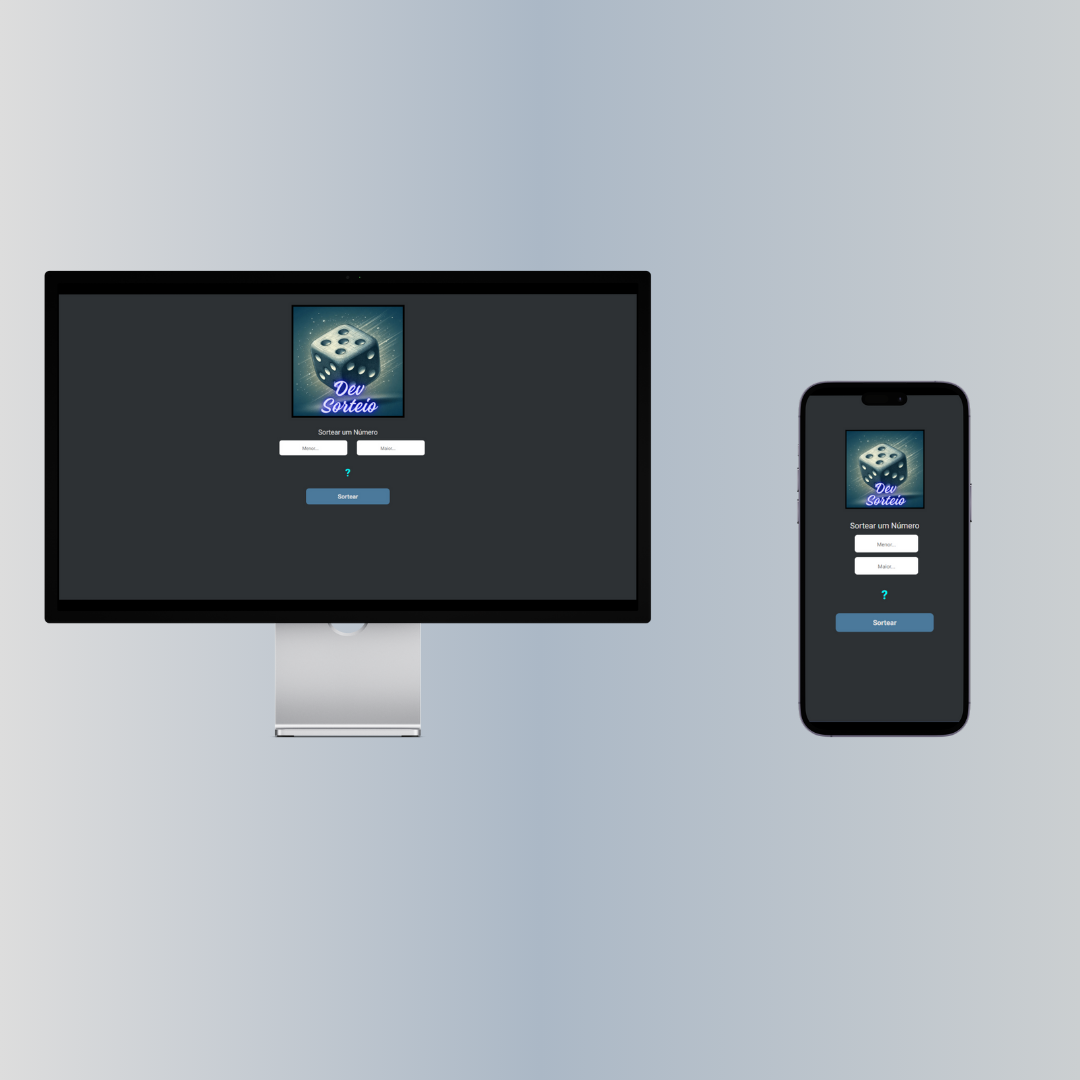 Dev
Sorteio
Sortear um Número
Menor...
Maior...
?
Sortear
Dev
Sorteio
Sortear um Número
Menor...
Maior...
?
Sortear